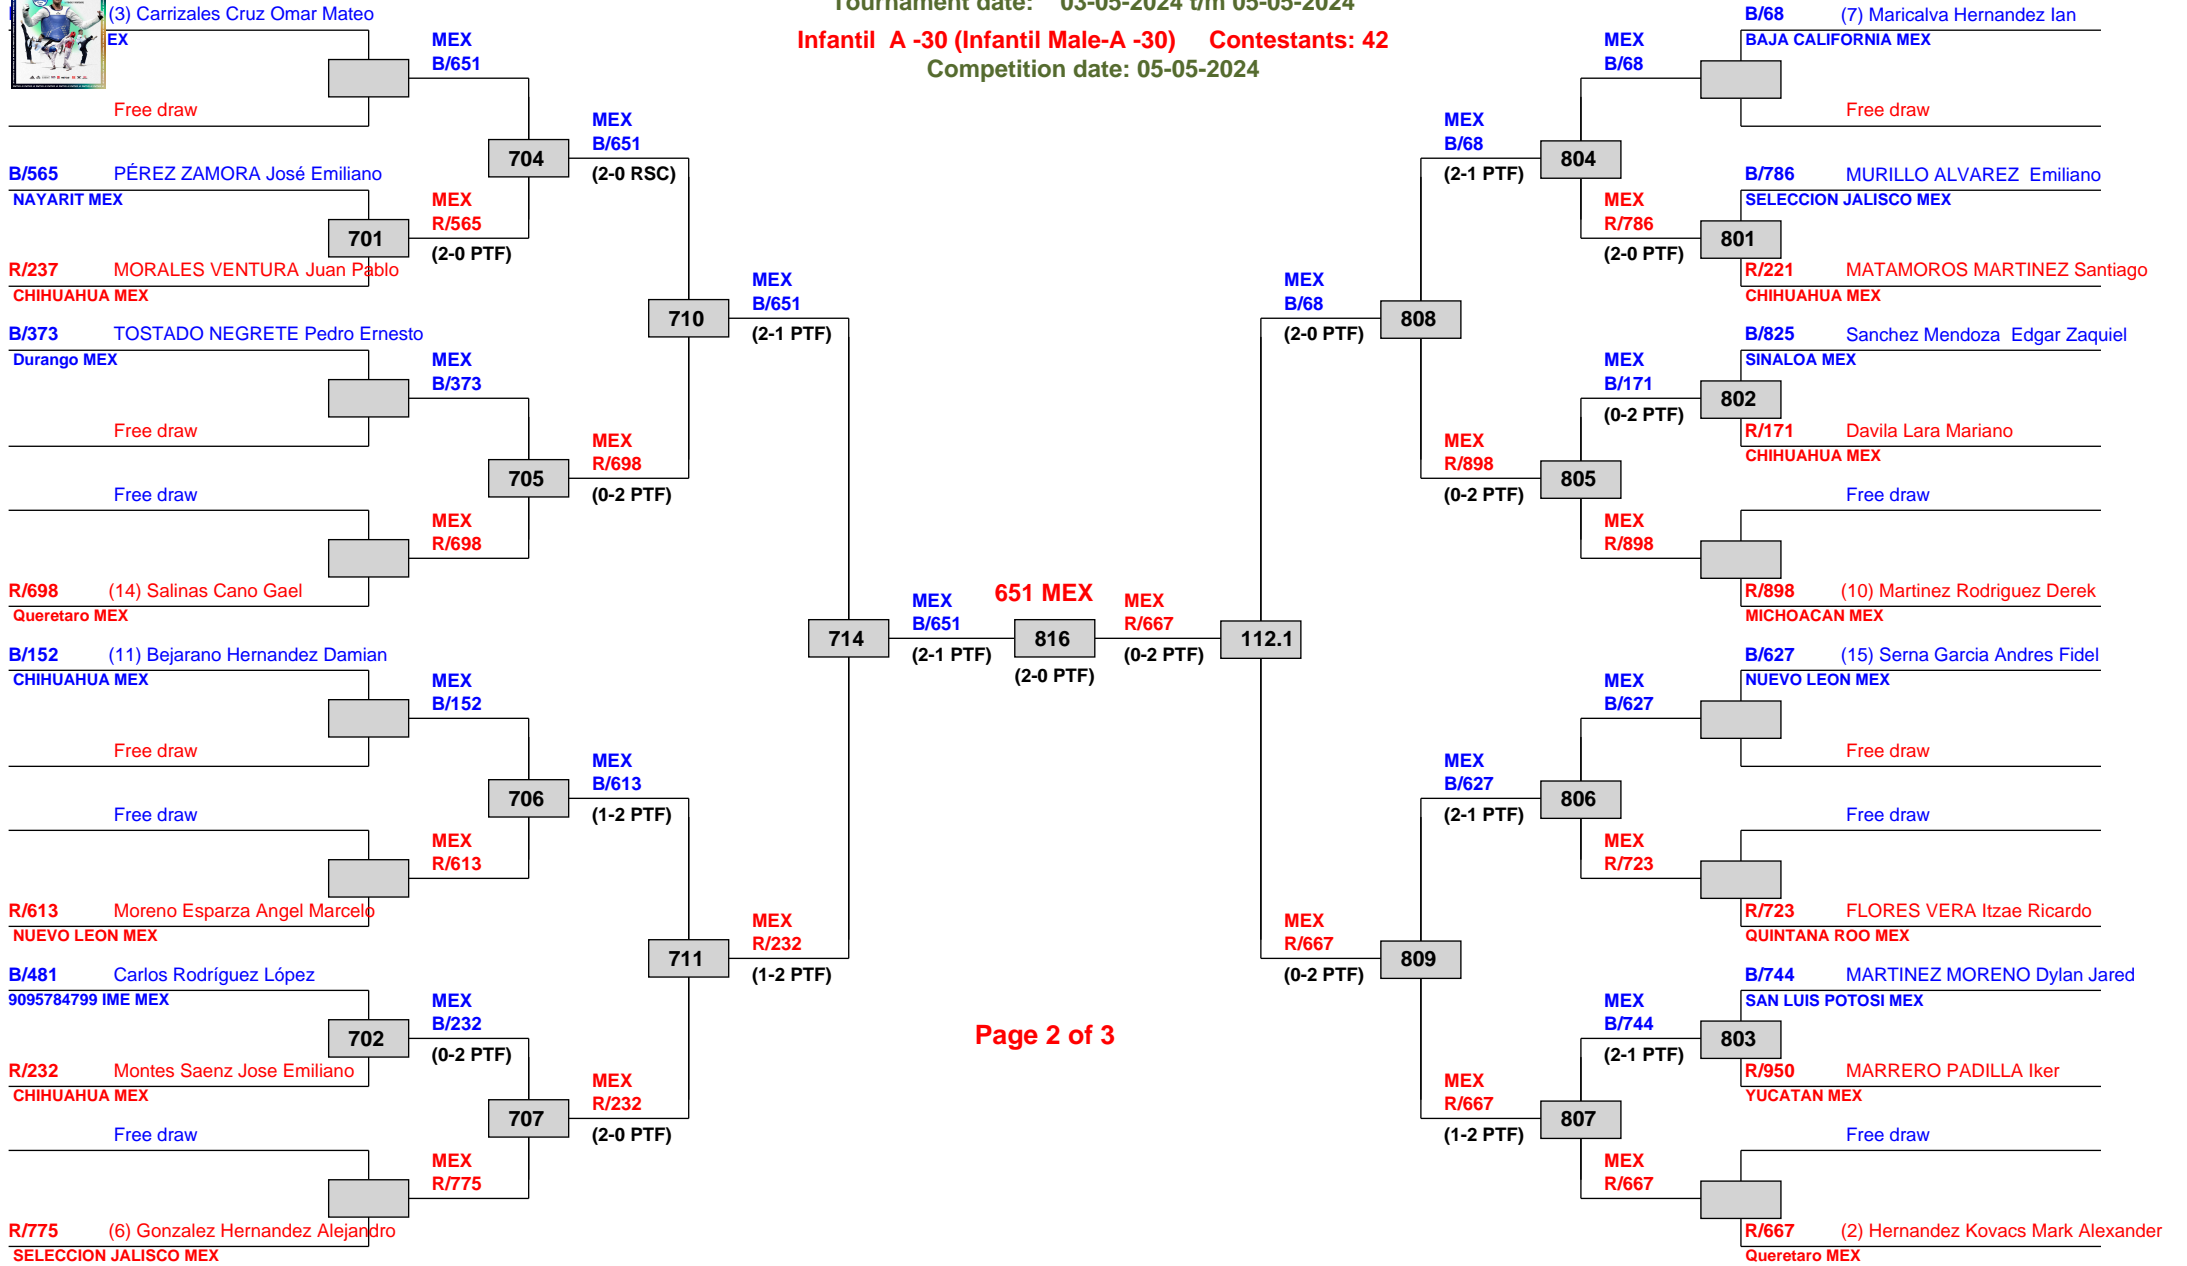 Tournament date: 03-05-2024 t/m 05-05-2024
Infantil A -30 (Infantil Male-A -30) Contestants: 42
Competition date: 05-05-2024
(3) Carrizales Cruz Omar Mateo
EX
Free draw
B/565 PÉREZ ZAMORA José Emiliano
NAYARIT MEX
R/237 MORALES VENTURA Juan Pablo
CHIHUAHUA MEX
B/373 TOSTADO NEGRETE Pedro Ernesto
Durango MEX
Free draw
Free draw
R/698 (14) Salinas Cano Gael
Queretaro MEX
B/152 (11) Bejarano Hernandez Damian
CHIHUAHUA MEX
Free draw
Free draw
R/613 Moreno Esparza Angel Marcelo
NUEVO LEON MEX
B/481 Carlos Rodríguez López
9095784799 IME MEX
R/232 Montes Saenz Jose Emiliano
CHIHUAHUA MEX
Free draw
R/775 (6) Gonzalez Hernandez Alejandro
SELECCION JALISCO MEX
701
702
MEX
B/651
MEX
R/565
(2-0 PTF)
MEX
B/373
MEX
R/698
MEX
B/152
MEX
R/613
MEX
B/232
(0-2 PTF)
MEX
R/775
704
705
706
707
MEX
B/651
(2-0 RSC)
MEX
R/698
(0-2 PTF)
MEX
B/613
(1-2 PTF)
MEX
R/232
(2-0 PTF)
710
711
MEX
B/651
(2-1 PTF)
MEX
R/232
(1-2 PTF)
714
MEX
B/651
(2-1 PTF)
651 MEX
816
(2-0 PTF)
MEX
R/667
(0-2 PTF)
112.1
Page 2 of 3
MEX
B/68
(2-0 PTF)
MEX
R/667
(0-2 PTF)
808
809
MEX
B/68
(2-1 PTF)
MEX
R/898
(0-2 PTF)
MEX
B/627
(2-1 PTF)
MEX
R/667
(1-2 PTF)
804
805
806
807
MEX
B/68
MEX
R/786
(2-0 PTF)
MEX
B/171
(0-2 PTF)
MEX
R/898
MEX
B/627
MEX
R/723
MEX
B/744
(2-1 PTF)
MEX
R/667
801
802
803
B/68 (7) Maricalva Hernandez Ian
BAJA CALIFORNIA MEX
Free draw
B/786 MURILLO ALVAREZ Emiliano
SELECCION JALISCO MEX
R/221 MATAMOROS MARTINEZ Santiago
CHIHUAHUA MEX
B/825 Sanchez Mendoza Edgar Zaquiel
SINALOA MEX
R/171 Davila Lara Mariano
CHIHUAHUA MEX
Free draw
R/898 (10) Martinez Rodriguez Derek
MICHOACAN MEX
B/627 (15) Serna Garcia Andres Fidel
NUEVO LEON MEX
Free draw
Free draw
R/723 FLORES VERA Itzae Ricardo
QUINTANA ROO MEX
B/744 MARTINEZ MORENO Dylan Jared
SAN LUIS POTOSI MEX
R/950 MARRERO PADILLA Iker
YUCATAN MEX
Free draw
R/667 (2) Hernandez Kovacs Mark Alexander
Queretaro MEX